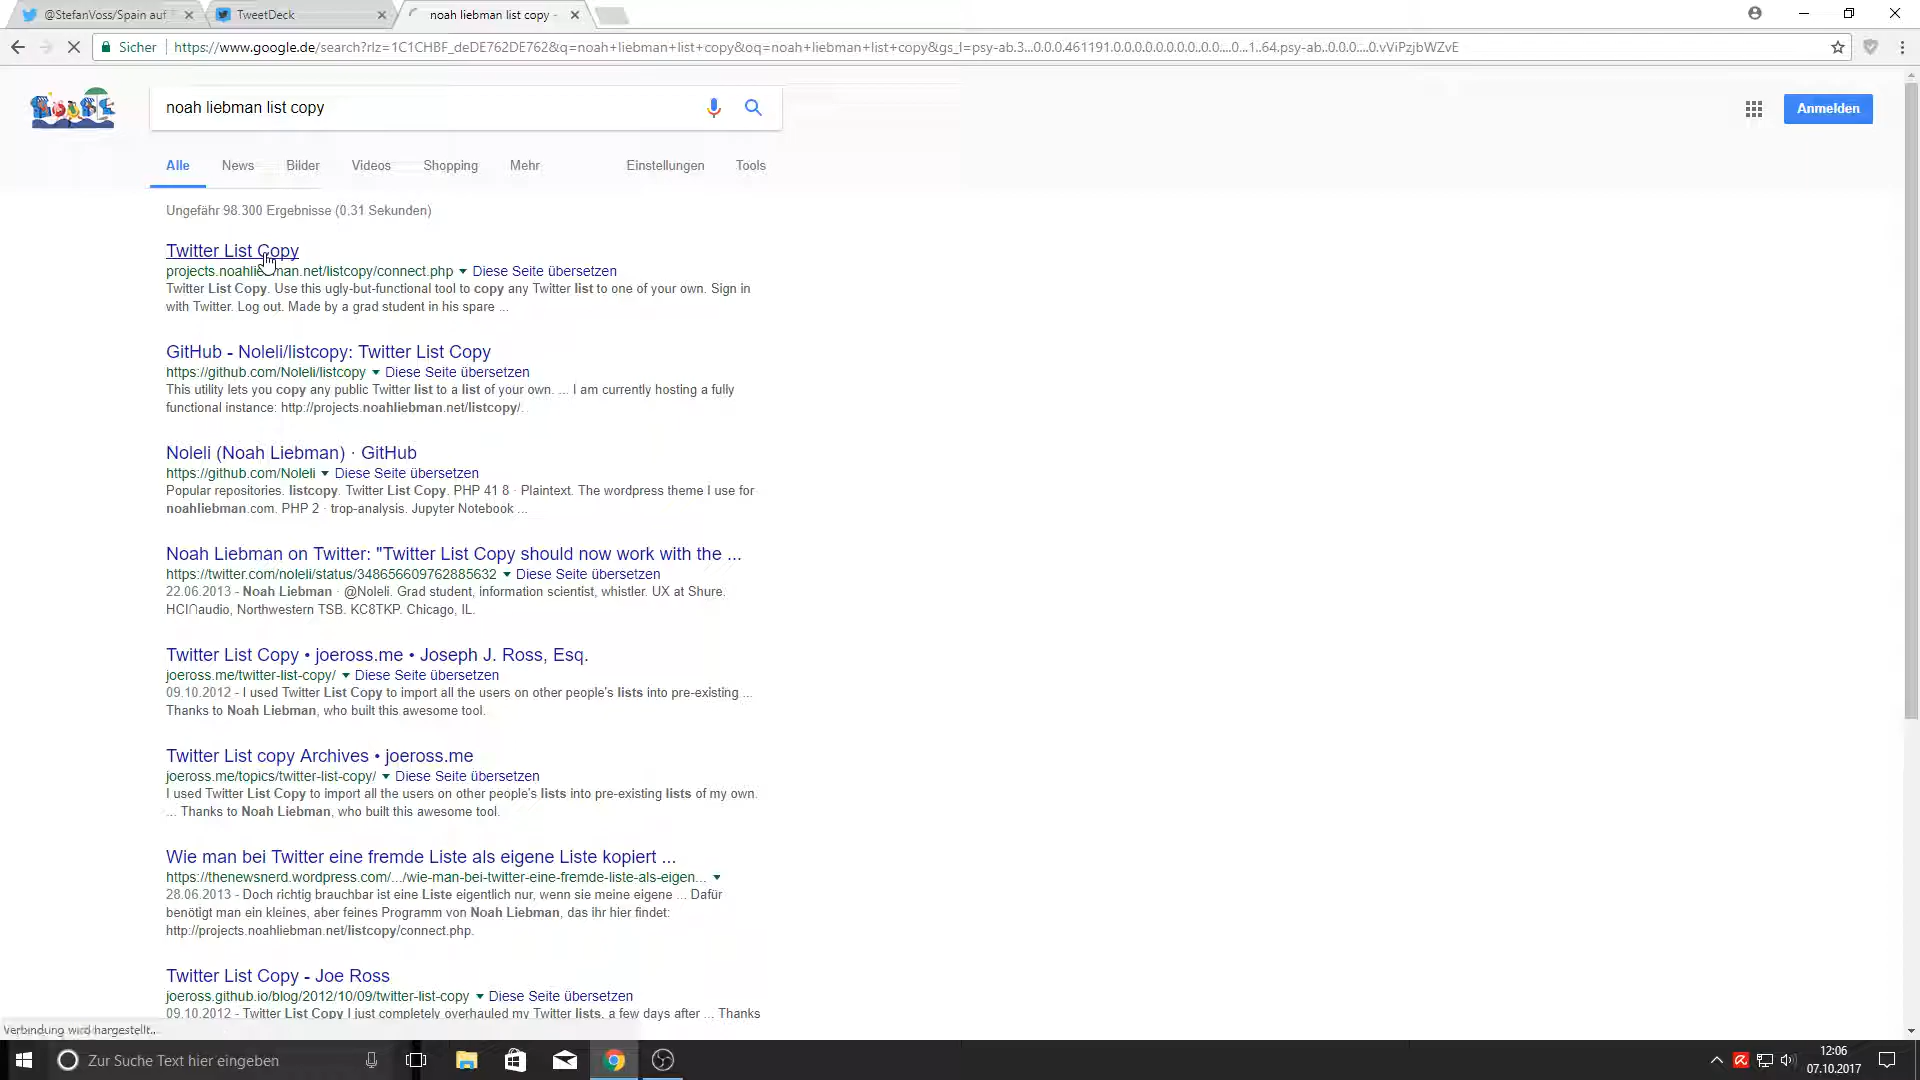 @StefanVoss/Spain auf
TweetDeck
noah liebman list copy -
Sicher
https://www.google.de/search?rlz=1C1CHBF_deDE762DE762&q=noah+liebman+list+copy&oq=noah+liebman+list+copy&gs_l=psy-ab.3...0.0.0.461191.0.0.0.0.0.0.0.0..0.0....0...1..64.psy-ab..0.0.0....0.vViPzjbWZvE
noah liebman list copy
Anmelden
Alle News Bilder Videos Shopping Mehr Einstellungen Tools
Ungefähr 98.300 Ergebnisse (0.31 Sekunden)
Twitter List Copy
projects.noahliebman.net/listcopy/connect.php Diese Seite übersetzen
Twitter List Copy. Use this ugly-but-functional tool to copy any Twitter list to one of your own. Sign in
with Twitter. Log out. Made by a grad student in his spare ...
GitHub - Noleli/listcopy: Twitter List Copy
https://github.com/Noleli/listcopy Diese Seite übersetzen
This utility lets you copy any public Twitter list to a list of your own. ... I am currently hosting a fully
functional instance: http://projects.noahliebman.net/listcopy/.
Noleli (Noah Liebman) · GitHub
https://github.com/Noleli Diese Seite übersetzen
Popular repositories. listcopy. Twitter List Copy. PHP 41 8 · Plaintext. The wordpress theme I use for
noahliebman.com. PHP 2 · trop-analysis. Jupyter Notebook ...
Noah Liebman on Twitter: "Twitter List Copy should now work with the ...
https://twitter.com/noleli/status/348656609762885632 Diese Seite übersetzen
22.06.2013 - Noah Liebman · @Noleli. Grad student, information scientist, whistler. UX at Shure.
HCI∩audio, Northwestern TSB. KC8TKP. Chicago, IL.
Twitter List Copy • joeross.me • Joseph J. Ross, Esq.
joeross.me/twitter-list-copy/ Diese Seite übersetzen
09.10.2012 - I used Twitter List Copy to import all the users on other people's lists into pre-existing ...
Thanks to Noah Liebman, who built this awesome tool.
Twitter List copy Archives • joeross.me
joeross.me/topics/twitter-list-copy/ Diese Seite übersetzen
I used Twitter List Copy to import all the users on other people's lists into pre-existing lists of my own.
... Thanks to Noah Liebman, who built this awesome tool.
Wie man bei Twitter eine fremde Liste als eigene Liste kopiert ...
https://thenewsnerd.wordpress.com/.../wie-man-bei-twitter-eine-fremde-liste-als-eigen...
28.06.2013 - Doch richtig brauchbar ist eine Liste eigentlich nur, wenn sie meine eigene ... Dafür
benötigt man ein kleines, aber feines Programm von Noah Liebman, das ihr hier findet:
http://projects.noahliebman.net/listcopy/connect.php.
Twitter List Copy - Joe Ross
joeross.github.io/blog/2012/10/09/twitter-list-copy Diese Seite übersetzen
09.10.2012 - Twitter List Copy I just completely overhauled my Twitter lists, a few days after ... Thanks
Verbindung wird hergestellt...
Zur Suche Text hier eingeben
12:06
07.10.2017